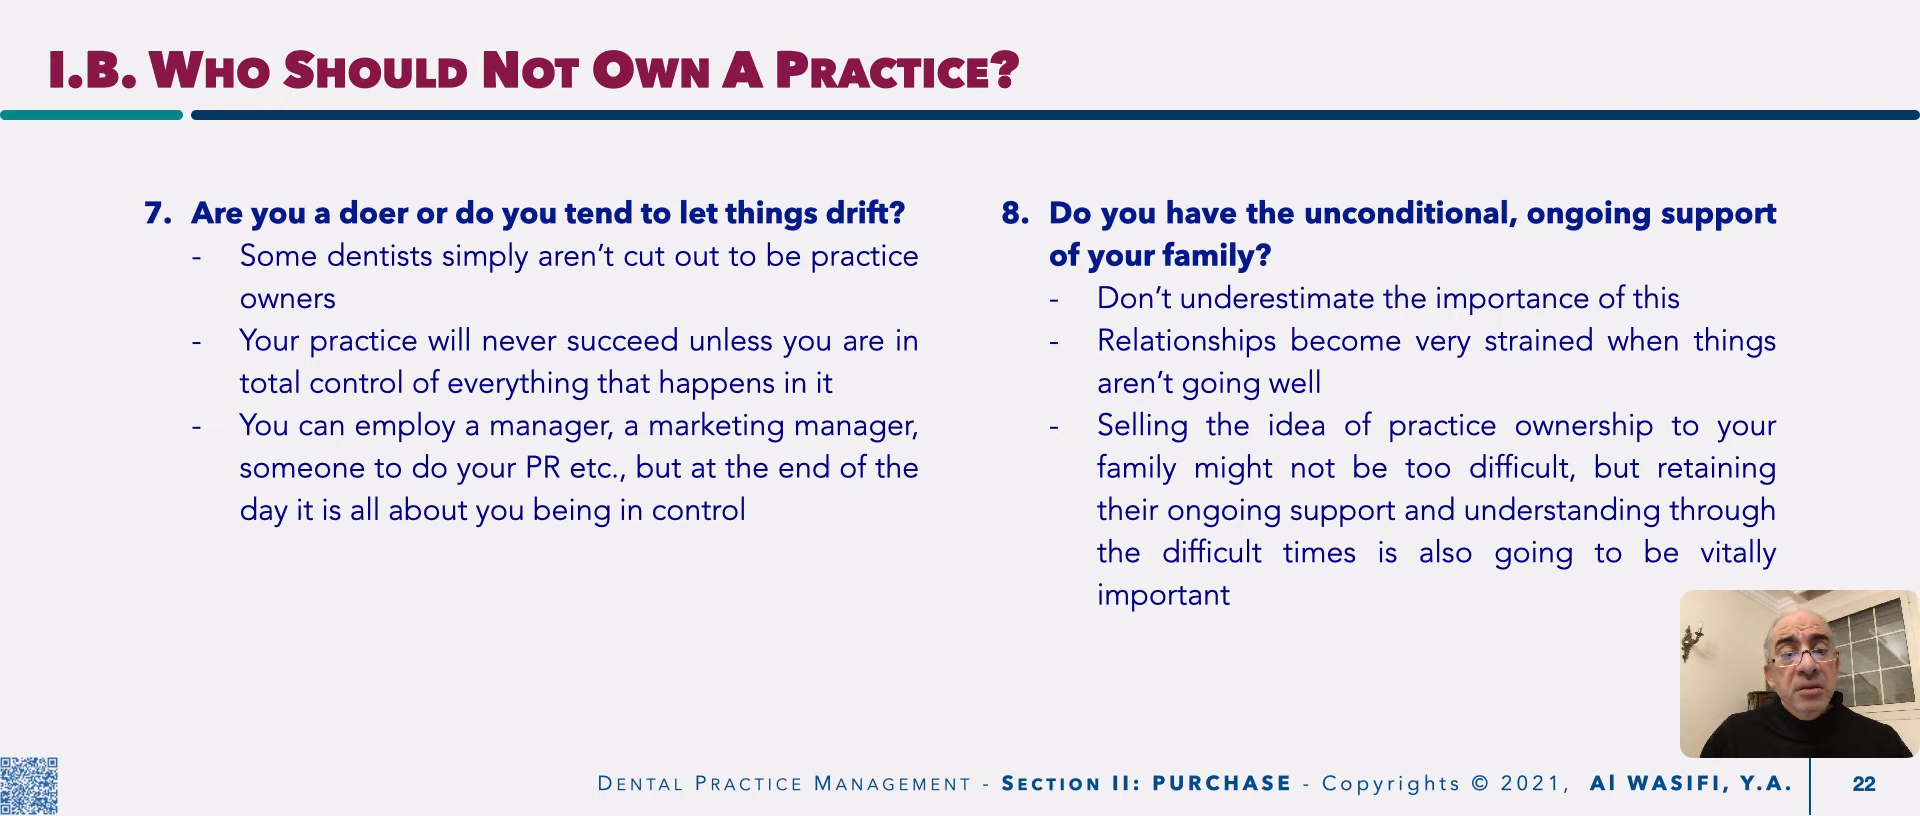 I.B. WHO SHOULD NOT OWN A PRACTICE?
7. Are you a doer or do you tend to let things drift?
- Some dentists simply aren’t cut out to be practice
owners
- Your practice will never succeed unless you are in
total control of everything that happens in it
- You can employ a manager, a marketing manager,
someone to do your PR etc., but at the end of the
day it is all about you being in control
8. Do you have the unconditional, ongoing support
of your family?
- Don’t underestimate the importance of this
- Relationships become very strained when things
aren’t going well
- Selling the idea of practice ownership to your
family might not be too difficult, but retaining
their ongoing support and understanding through
the difficult times is also going to be vitally
important
DENTAL PRACTICE MANAGEMENT - SECTION II: PURCHASE - Copyrights © 2021, Al WASIFI, Y.A. 22